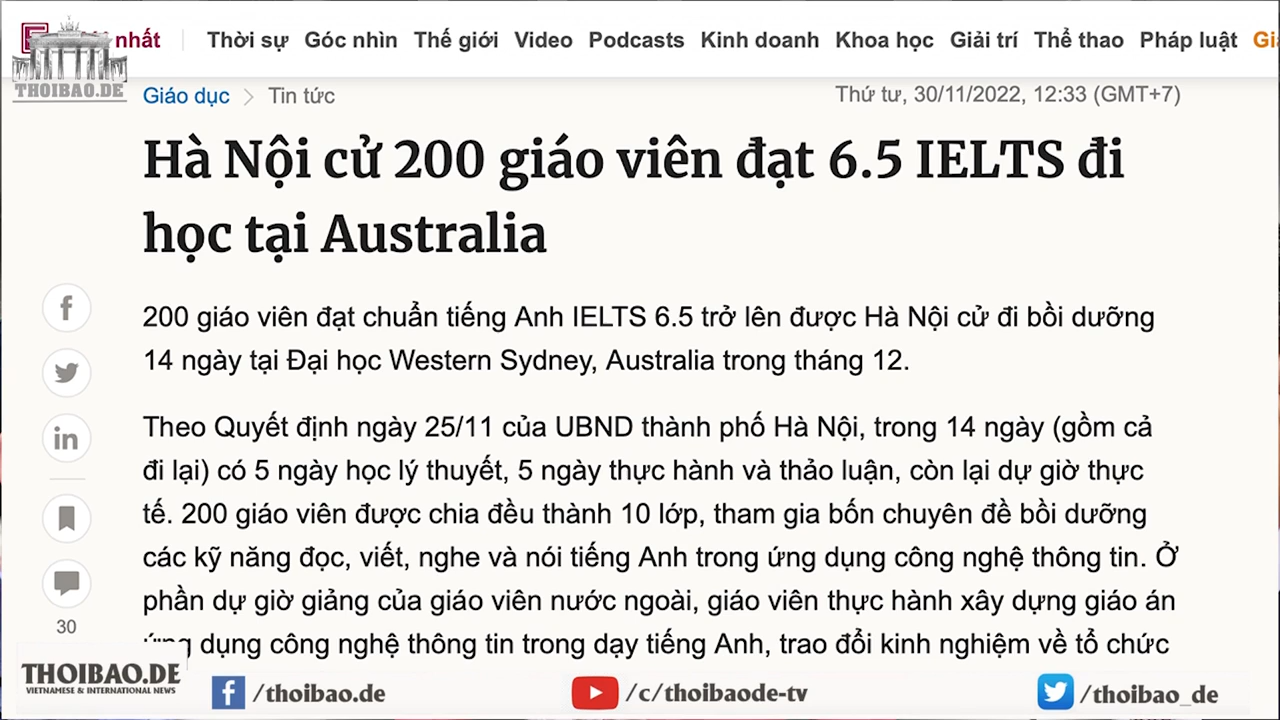 nhất Thời sự Góc nhìn Thế giới Video Podcasts Kinh doanh Khoa học Giải trí Thể thao Pháp luật
THOIBAO.DE
Giáo dục > Tin tức Thứ tư, 30/11/2022, 12:33 (GMT+7)
Hà Nội cử 200 giáo viên đạt 6.5 IELTS đi
học tại Australia
200 giáo viên đạt chuẩn tiếng Anh IELTS 6.5 trở lên được Hà Nội cử đi bồi dưỡng
14 ngày tại Đại học Western Sydney, Australia trong tháng 12.
Theo Quyết định ngày 25/11 của UBND thành phố Hà Nội, trong 14 ngày (gồm cả
đi lại) có 5 ngày học lý thuyết, 5 ngày thực hành và thảo luận, còn lại dự giờ thực
tế. 200 giáo viên được chia đều thành 10 lớp, tham gia bốn chuyên đề bồi dưỡng
các kỹ năng đọc, viết, nghe và nói tiếng Anh trong ứng dụng công nghệ thông tin. Ở
phần dự giờ giảng của giáo viên nước ngoài, giáo viên thực hành xây dựng giáo án
ứng dụng công nghệ thông tin trong dạy tiếng Anh, trao đổi kinh nghiệm về tổ chức
30
THOIBAO.DE
VIETNAMESE & INTERNATIONAL NEWS
/thoibao.de /c/thoibaode-tv /thoibao_de